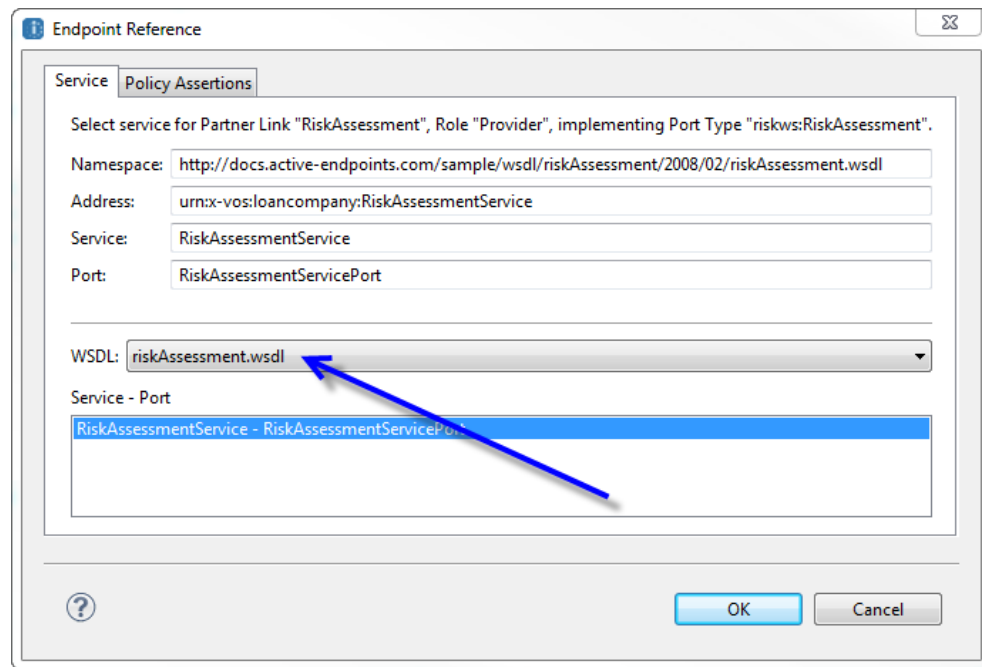 Endpoint Reference
Service Policy Assertions
Select service for Partner Link "RiskAssessment", Role "Provider", implementing Port Type "riskws:RiskAssessment".
Namespace: http://docs.active-endpoints.com/sample/wsdl/riskAssessment/2008/02/riskAssessment.wsdl
Address: urn:x-vos:loancompany:RiskAssessmentService
Service: RiskAssessmentService
Port: RiskAssessmentServicePort
WSDL: riskAssessment.wsdl
Service - Port
RiskAssessmentService - RiskAssessmentServicePort
? OK Cancel